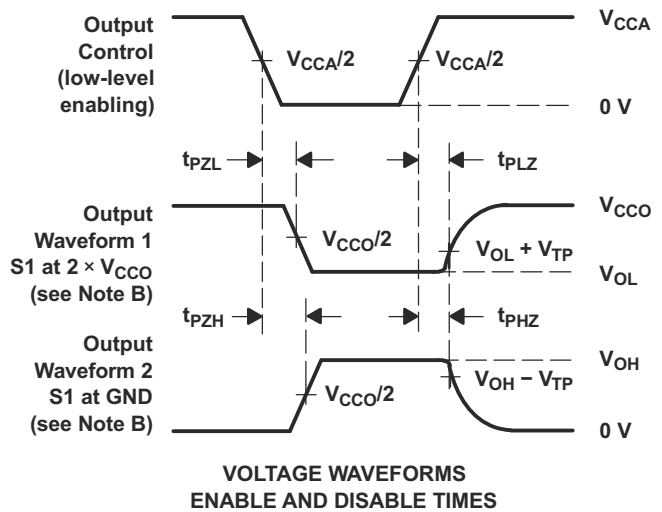 Output
Control
(low-level
enabling)
V_CCA
V_CCA/2
V_CCA/2
0 V
t_PZL
t_PLZ
Output
Waveform 1
S1 at 2 × V_CCO
(see Note B)
V_CCO
V_CCO/2
V_OL + V_TP
V_OL
t_PZH
t_PHZ
Output
Waveform 2
S1 at GND
(see Note B)
V_OH
V_CCO/2
V_OH − V_TP
0 V
VOLTAGE WAVEFORMS
ENABLE AND DISABLE TIMES